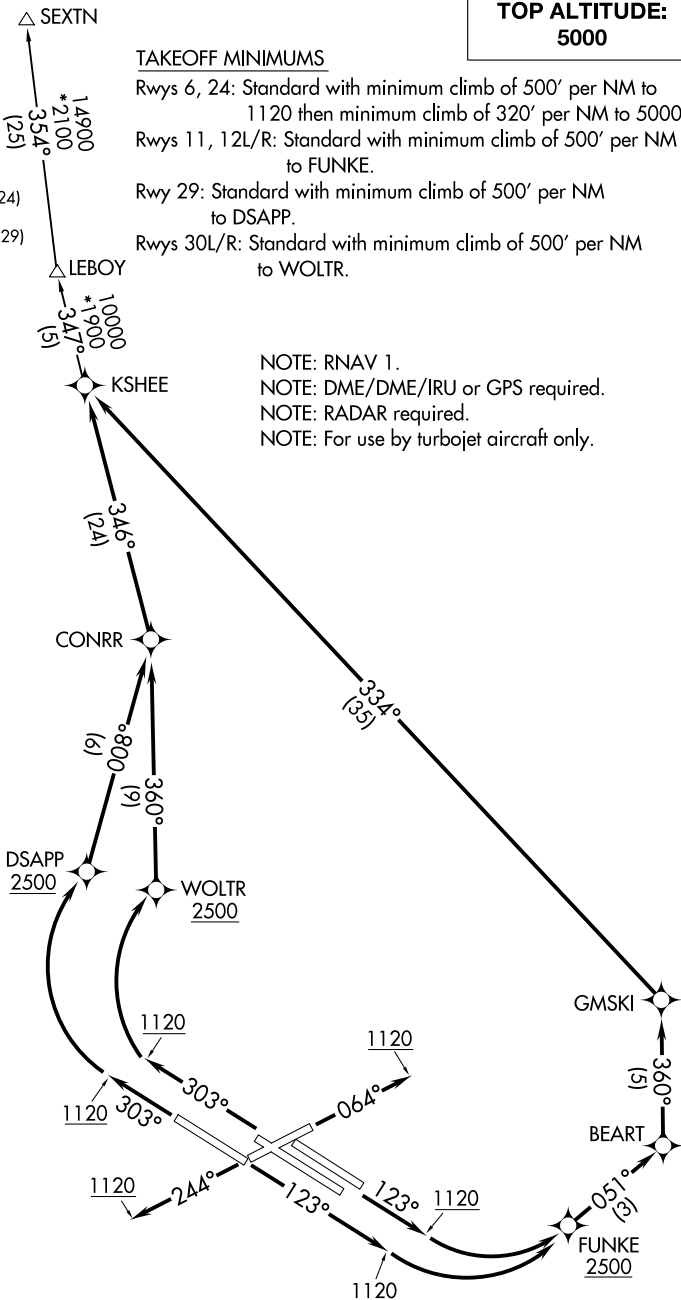 SEXTN
TOP ALTITUDE:
5000
TAKEOFF MINIMUMS
Rwys 6, 24: Standard with minimum climb of 500' per NM to
1120 then minimum climb of 320' per NM to 5000
Rwys 11, 12L/R: Standard with minimum climb of 500' per NM
to FUNKE.
Rwy 29: Standard with minimum climb of 500' per NM
to DSAPP.
Rwys 30L/R: Standard with minimum climb of 500' per NM
to WOLTR.
14900
*2100
354°
(25)
24)
29)
LEBOY
10000
*1900
347°
(5)
KSHEE
NOTE: RNAV 1.
NOTE: DME/DME/IRU or GPS required.
NOTE: RADAR required.
NOTE: For use by turbojet aircraft only.
346°
(24)
CONRR
334°
(35)
008°
(6)
360°
(9)
DSAPP
2500
WOLTR
2500
GMSKI
1120
1120
360°
(5)
1120
303°
303°
064°
BEART
1120
244°
123°
123°
1120
051°
(3)
FUNKE
2500
1120